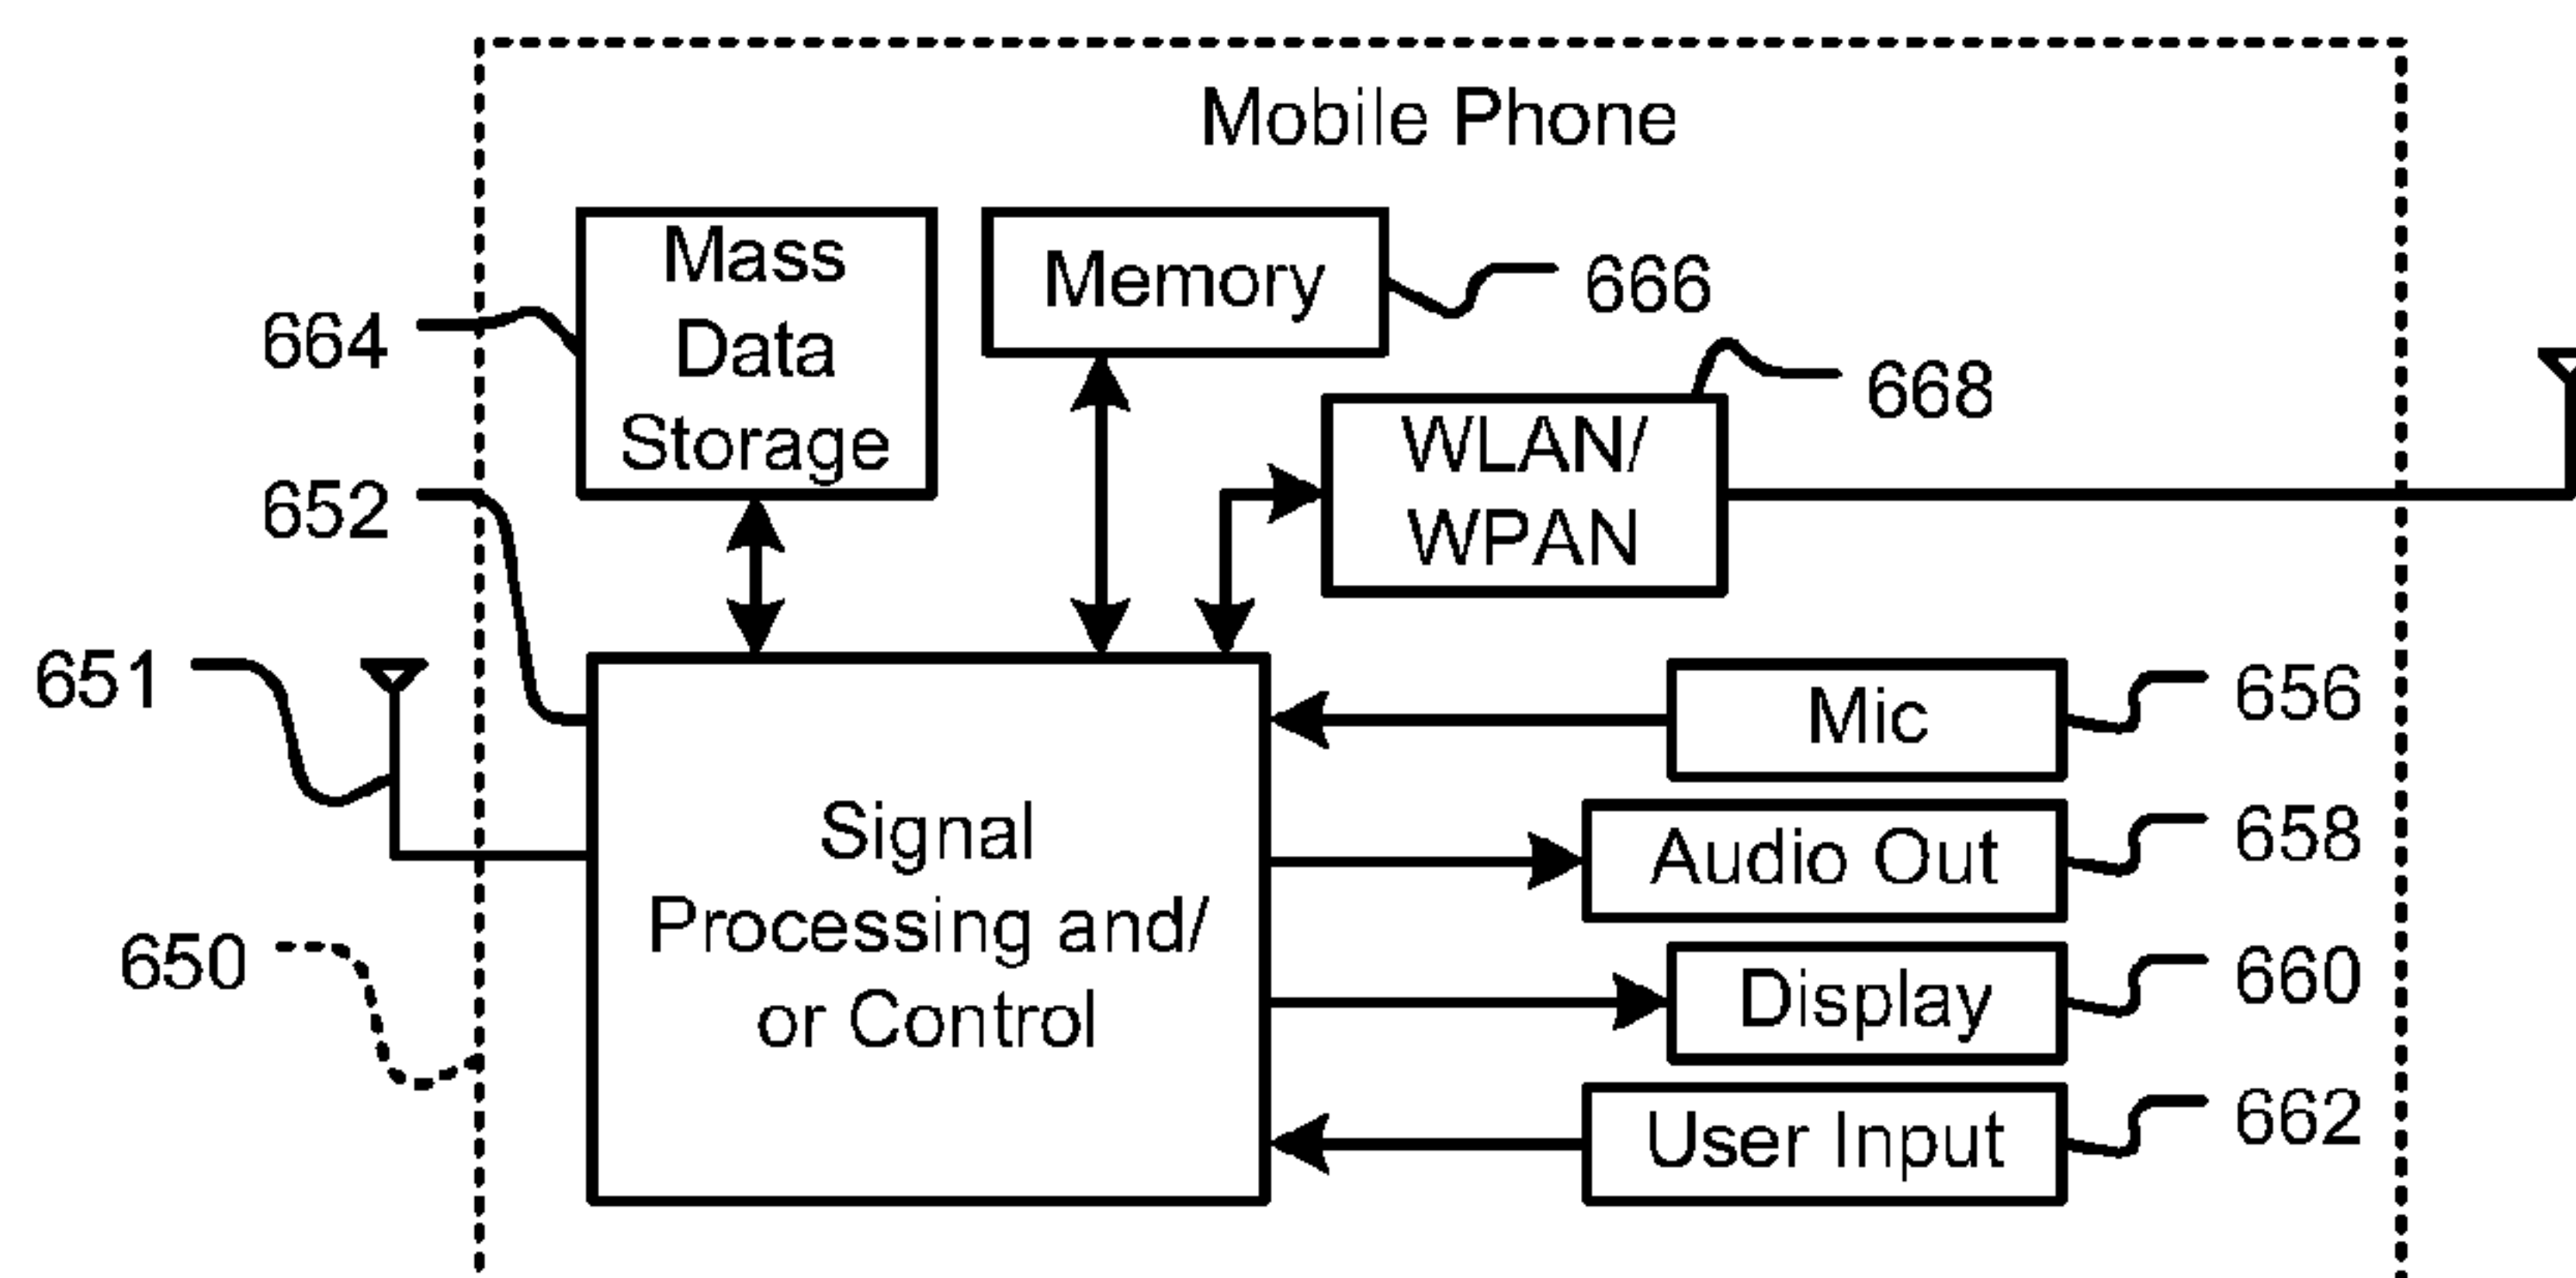 Mobile Phone
Mass
Data
Storage
Memory
666
664
668
WLAN/
WPAN
652
651
Mic
656
Signal
Processing and/
or Control
Audio Out
658
650
Display
660
User Input
662